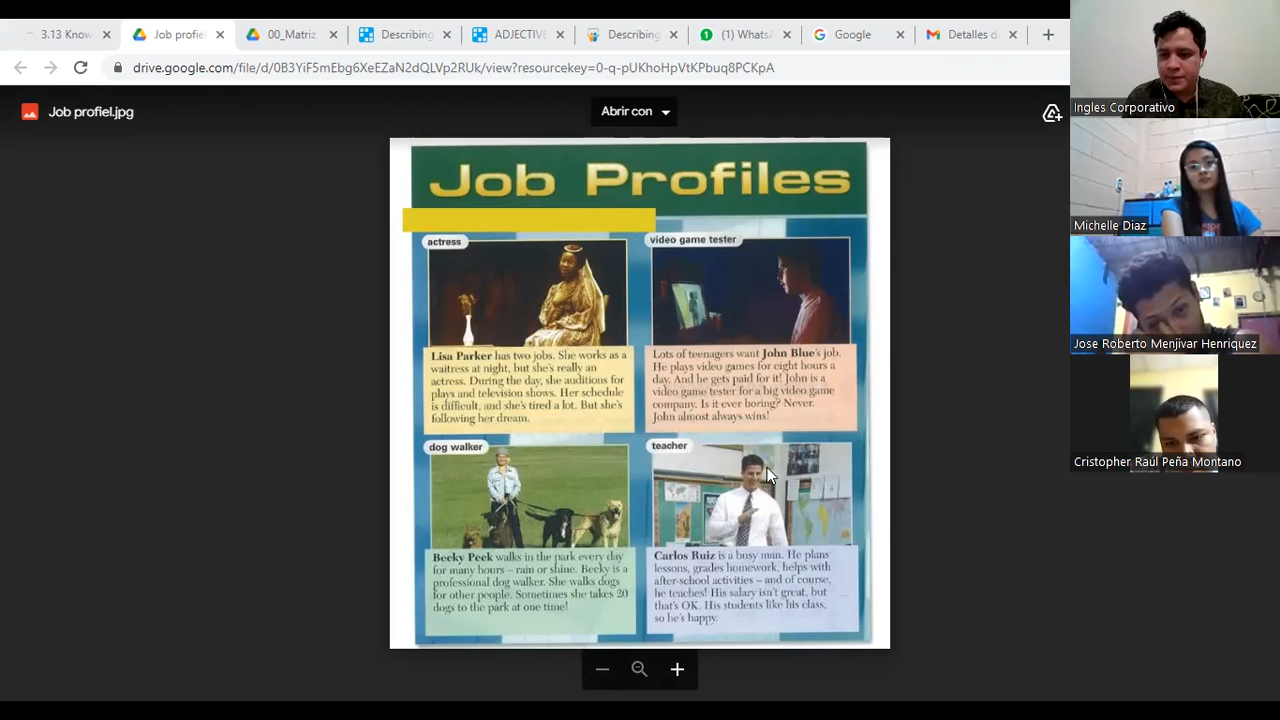 3.13 Know
Job profiel
00_Matriz
Describing
ADJECTIVE
Describing
(1) Whats
Google
Detalles d
drive.google.com/file/d/0B3YiF5mEbg6XeEZaN2dQLVp2RUU/view?resourcekey=0-q-pUKhoHpVtKPbuq8PCKpA
Job profiel.jpg
Abrir con
Job Profiles
actress
Lisa Parker has two jobs. She works as a
waitress at night, but she's really an
actress. During the day, she auditions for
plays and television shows. Her schedule
is difficult, and she's tired a lot. But she's
following her dream.
video game tester
Lots of teenagers want John Blue's job.
He plays video games for eight hours a
day. And he gets paid for it! John is a
video game tester for a big video game
company. Is it ever boring? Never.
John almost always wins!
dog walker
Becky Peck walks in the park every day
for many hours – rain or shine. Becky is a
professional dog walker. She walks dogs
for other people. Sometimes she takes 20
dogs to the park at one time!
teacher
Carlos Ruiz is a busy man. He plans
lessons, grades homework, helps with
after-school activities – and of course,
he teaches! His salary isn't great, but
that's OK. His students like his class,
so he's happy.
Ingles Corporativo
Michelle Diaz
Jose Roberto Menjivar Henriquez
Cristopher Raúl Peña Montano